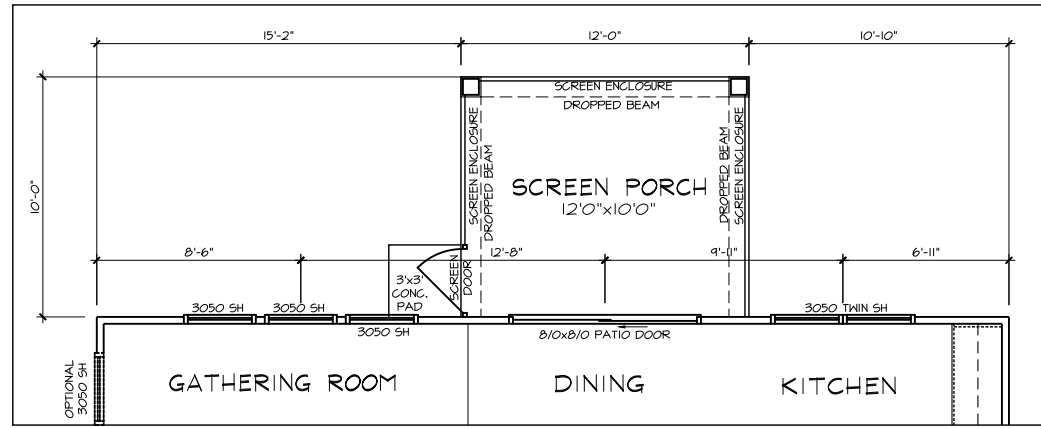 15'-2"
12'-0"
10'-10"
SCREEN ENCLOSURE
DROPPED BEAM
SCREEN ENCLOSURE
DROPPED BEAM
DROPPED BEAM
SCREEN ENCLOSURE
10'-0"
SCREEN PORCH
12'0"x10'0"
8'-6"
12'-8"
9'-11"
6'-11"
3'x3'
CONC.
PAD
SCREEN
DOOR
3050 SH
3050 SH
3050 SH
3050 TWIN SH
8/0x8/0 PATIO DOOR
OPTIONAL
3050 SH
GATHERING ROOM
DINING
KITCHEN